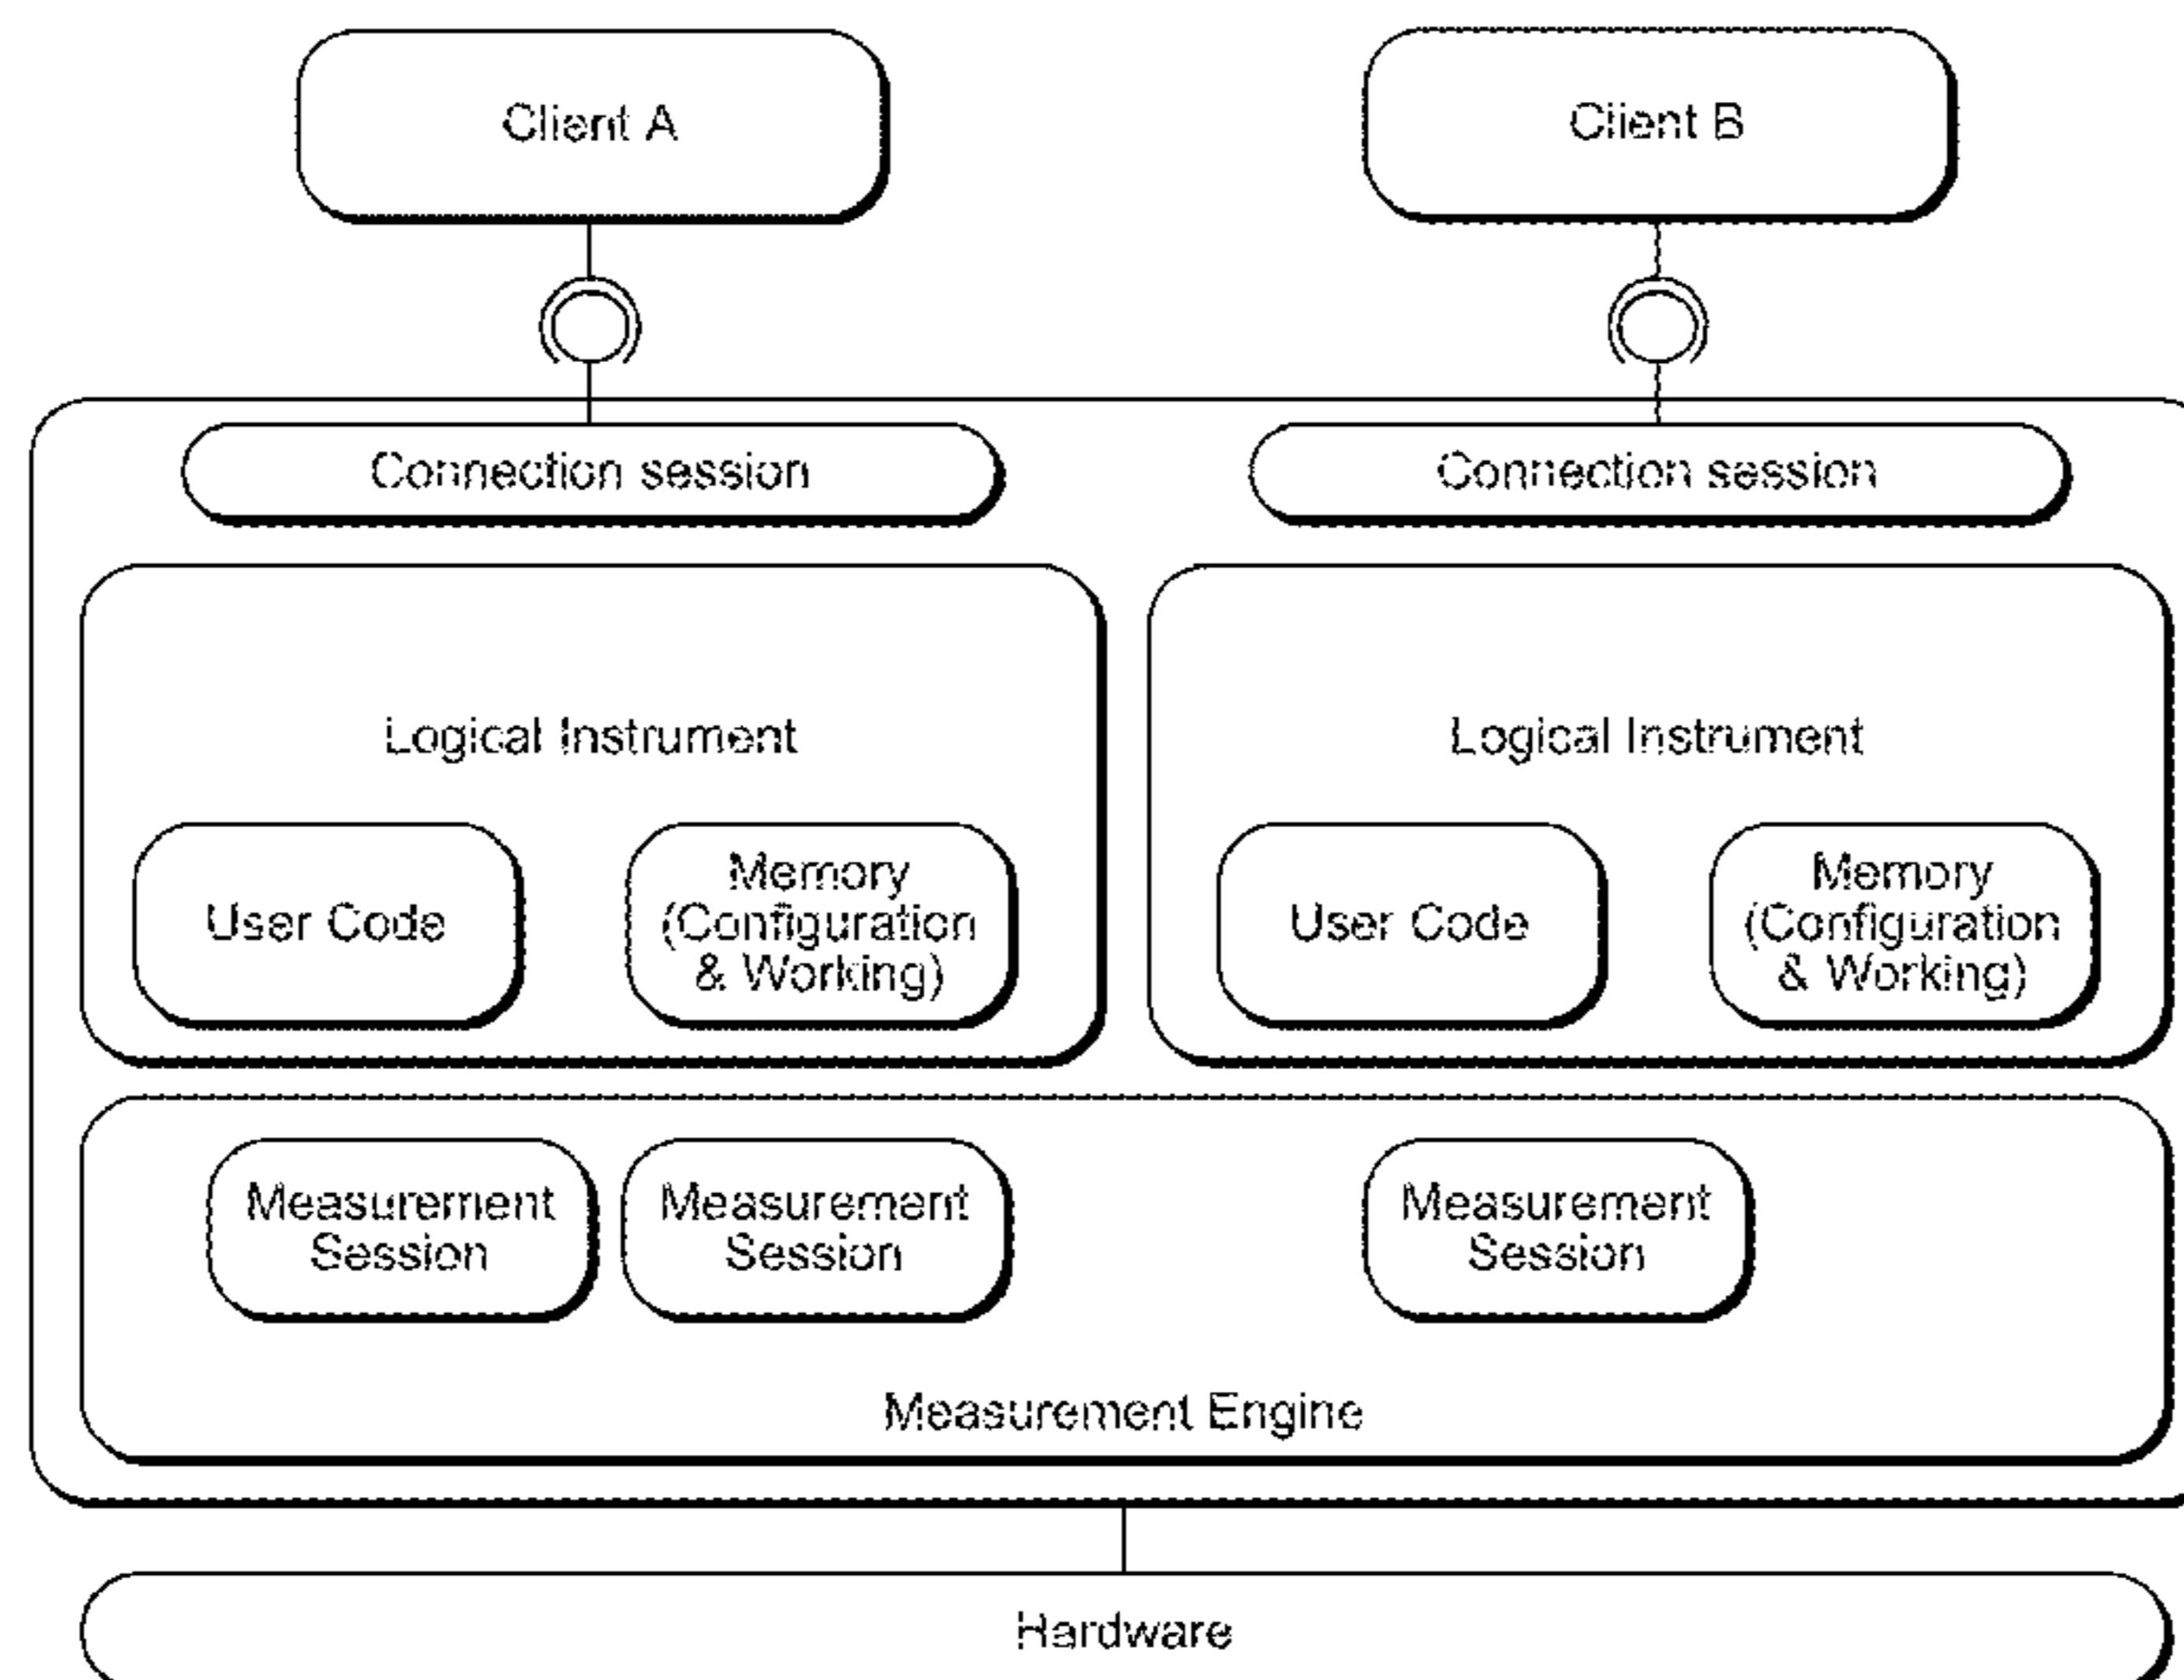 Client A
Client B
Connection session
Connection session
Logical Instrument
Logical Instrument
User Code
Memory
(Configuration
& Working)
User Code
Memory
(Configuration
& Working)
Measurement
Session
Measurement
Session
Measurement
Session
Measurement Engine
Hardware